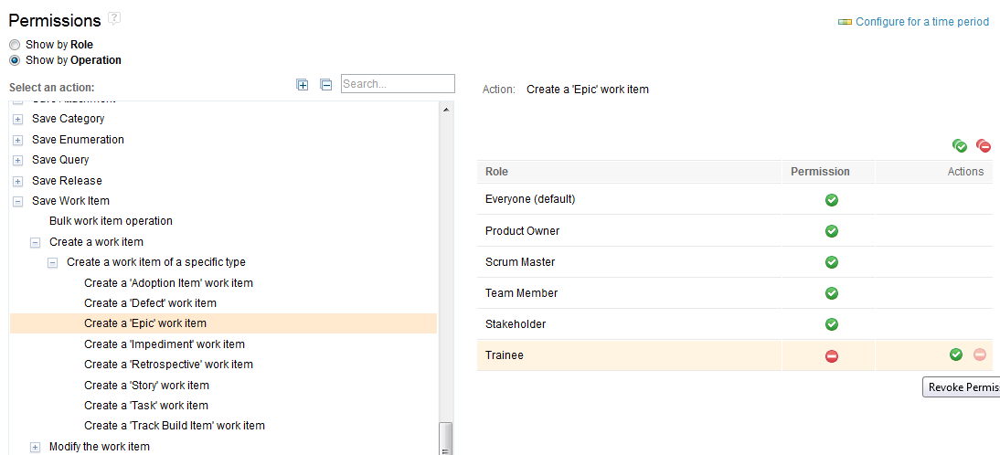 Permissions ?
Configure for a time period
Show by Role
Show by Operation
Select an action:
Search...
Action: Create a 'Epic' work item
Save Category
Save Enumeration
Save Query
Save Release
Save Work Item
Bulk work item operation
Create a work item
Create a work item of a specific type
Create a 'Adoption Item' work item
Create a 'Defect' work item
Create a 'Epic' work item
Create a 'Impediment' work item
Create a 'Retrospective' work item
Create a 'Story' work item
Create a 'Task' work item
Create a 'Track Build Item' work item
Modify the work item
Role Permission Actions
Everyone (default)
Product Owner
Scrum Master
Team Member
Stakeholder
Trainee
Revoke Permis